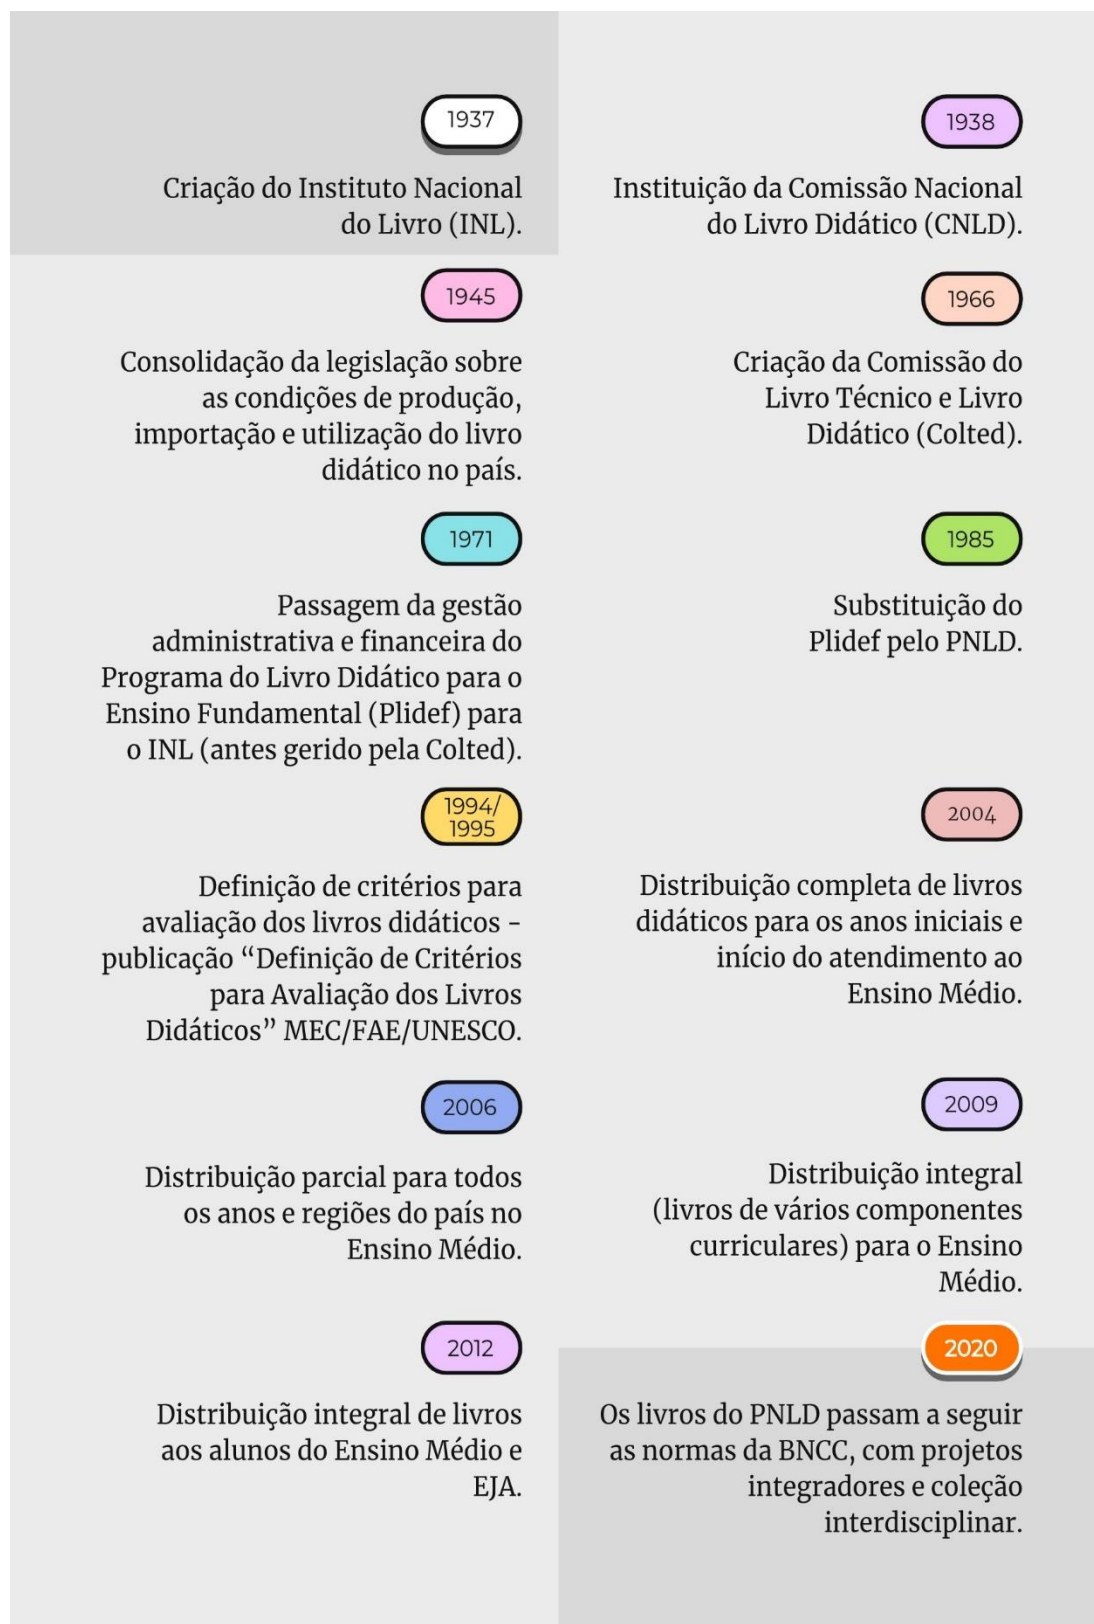 1937
Criação do Instituto Nacional
do Livro (INL).
1938
Instituição da Comissão Nacional
do Livro Didático (CNLD).
1945
Consolidação da legislação sobre
as condições de produção,
importação e utilização do livro
didático no país.
1966
Criação da Comissão do
Livro Técnico e Livro
Didático (Colted).
1971
Passagem da gestão
administrativa e financeira do
Programa do Livro Didático para o
Ensino Fundamental (Plidef) para
o INL (antes gerido pela Colted).
1985
Substituição do
Plidef pelo PNLD.
1994/
1995
Definição de critérios para
avaliação dos livros didáticos -
publicação “Definição de Critérios
para Avaliação dos Livros
Didáticos” MEC/FAE/UNESCO.
2004
Distribuição completa de livros
didáticos para os anos iniciais e
início do atendimento ao
Ensino Médio.
2006
Distribuição parcial para todos
os anos e regiões do país no
Ensino Médio.
2009
Distribuição integral
(livros de vários componentes
curriculares) para o Ensino
Médio.
2012
Distribuição integral de livros
aos alunos do Ensino Médio e
EJA.
2020
Os livros do PNLD passam a seguir
as normas da BNCC, com projetos
integradores e coleção
interdisciplinar.